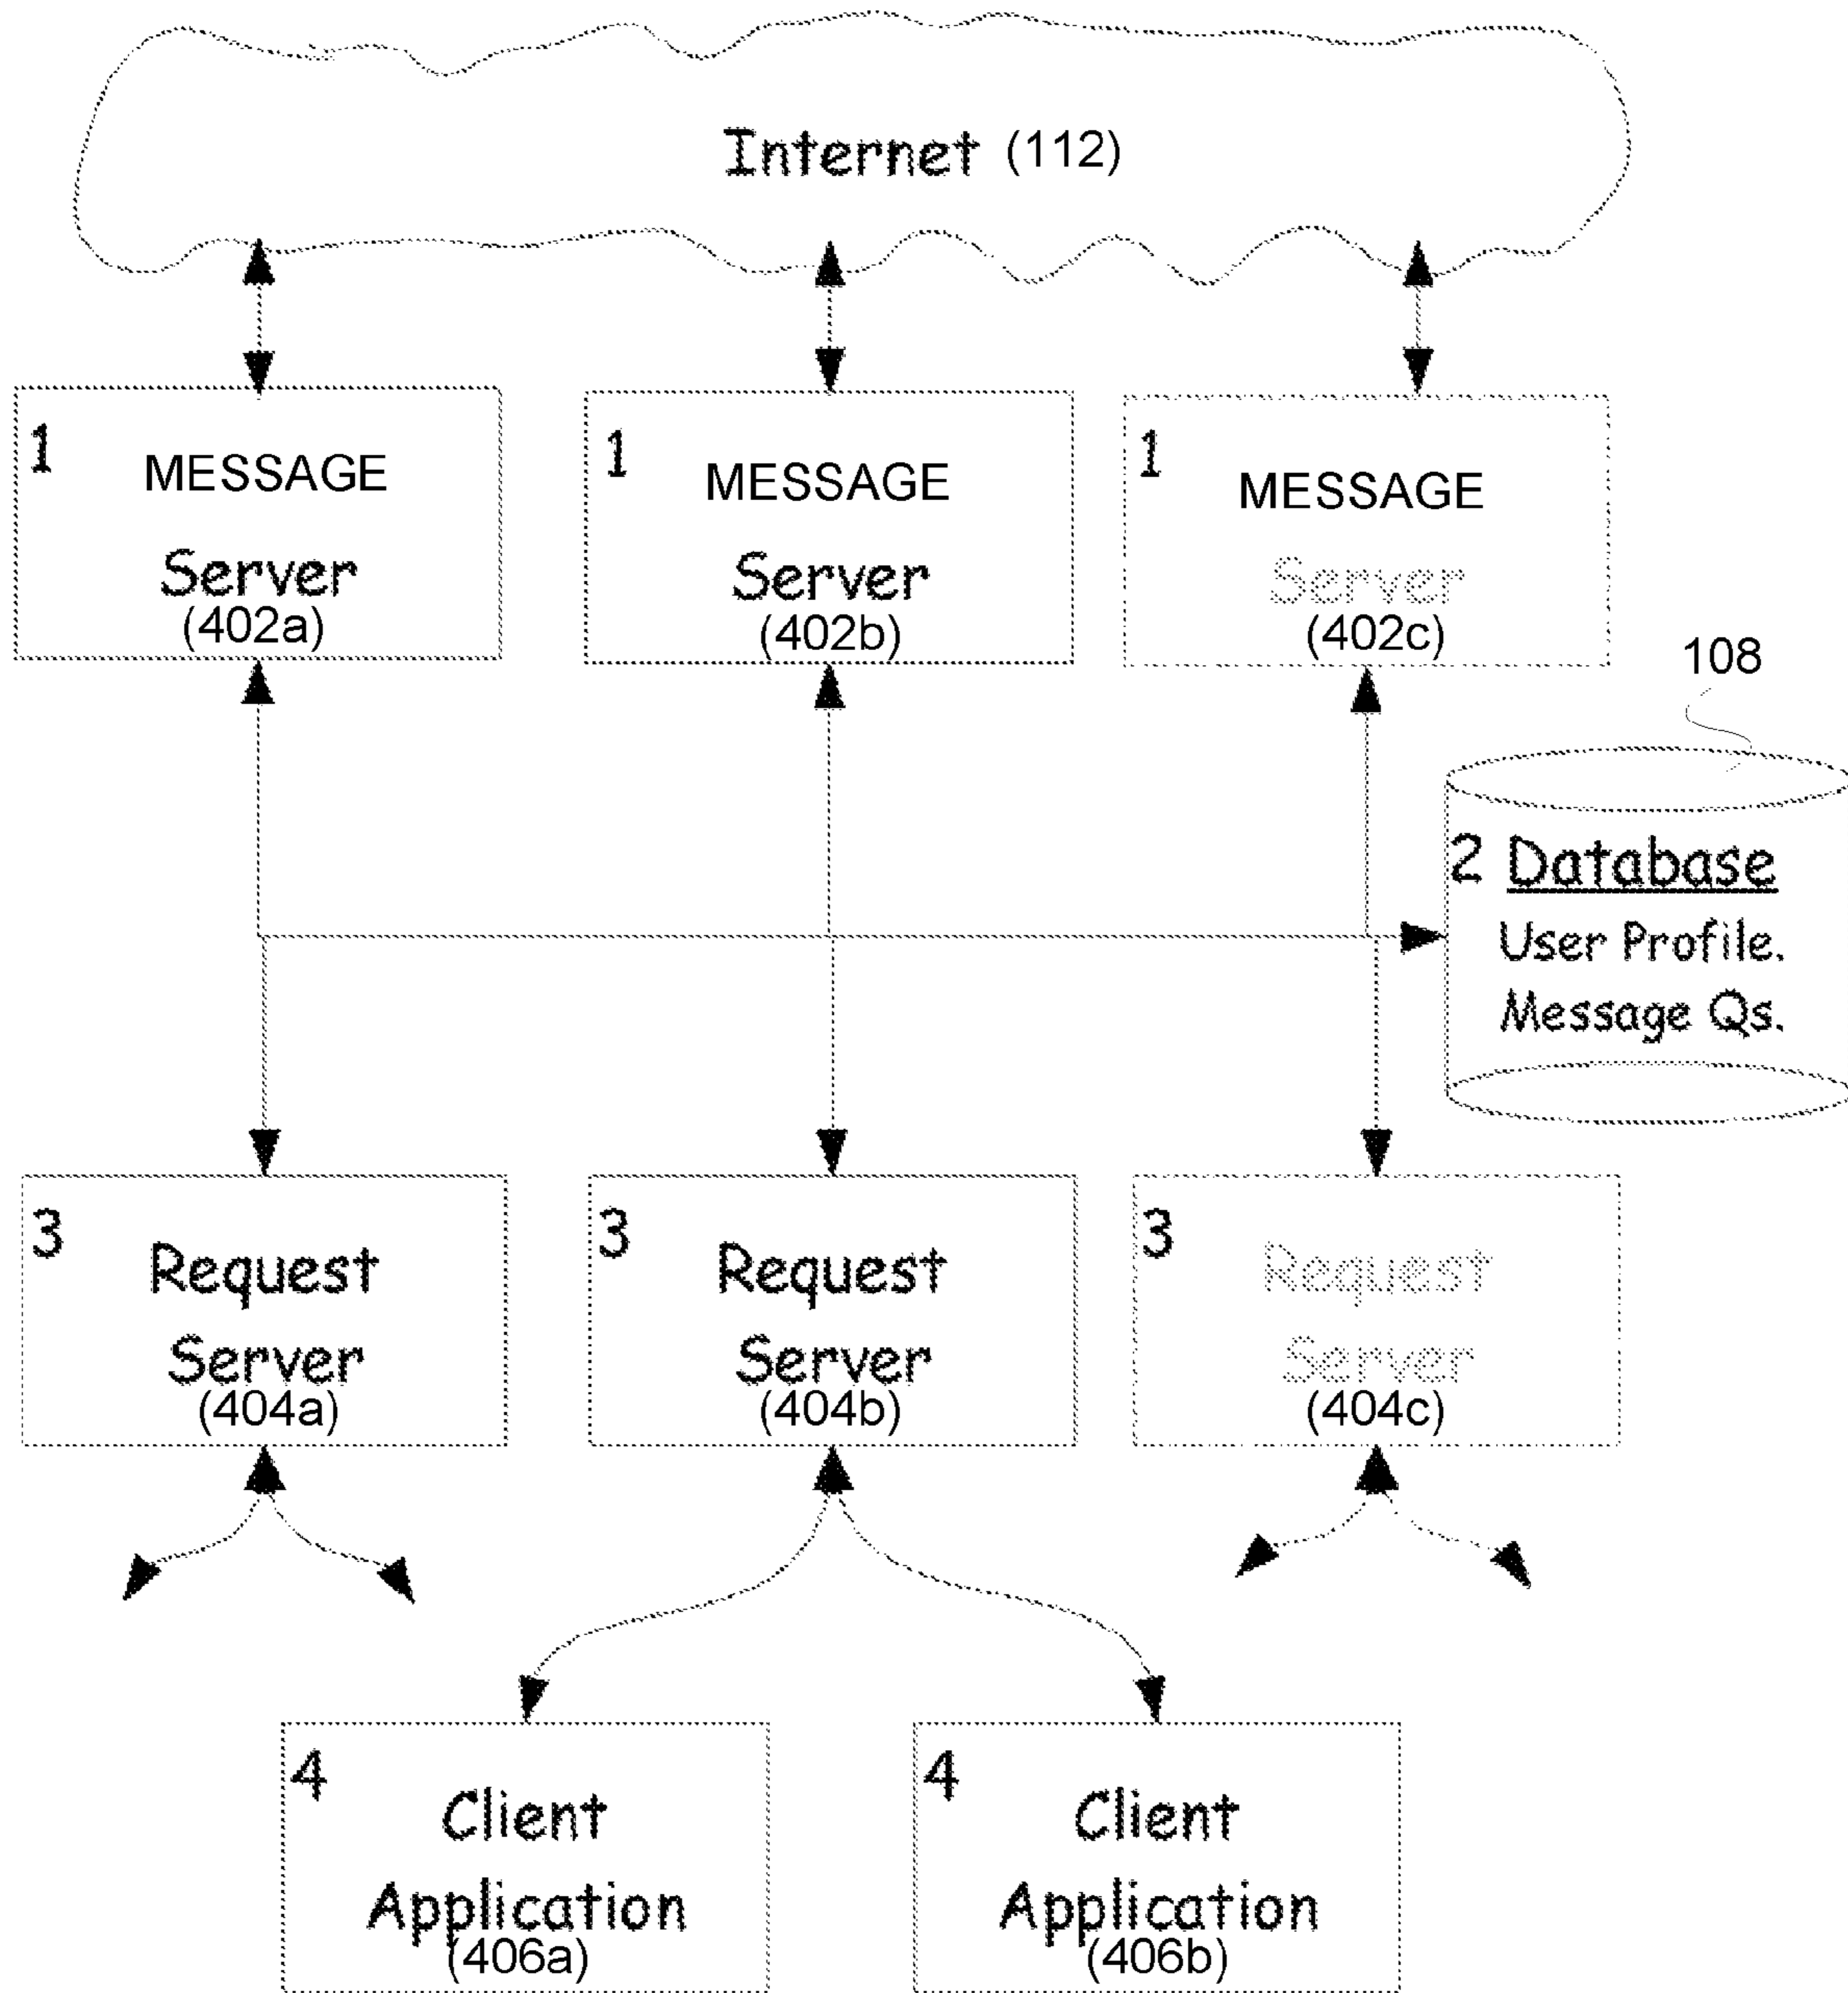 Internet (112)
1
MESSAGE
Server
(402a)
1
MESSAGE
Server
(402b)
1
MESSAGE
Server
(402c)
108
2 Database
User Profile.
Message Qs.
3
Request
Server
(404a)
3
Request
Server
(404b)
3
Request
Server
(404c)
4
Client
Application
(406a)
4
Client
Application
(406b)